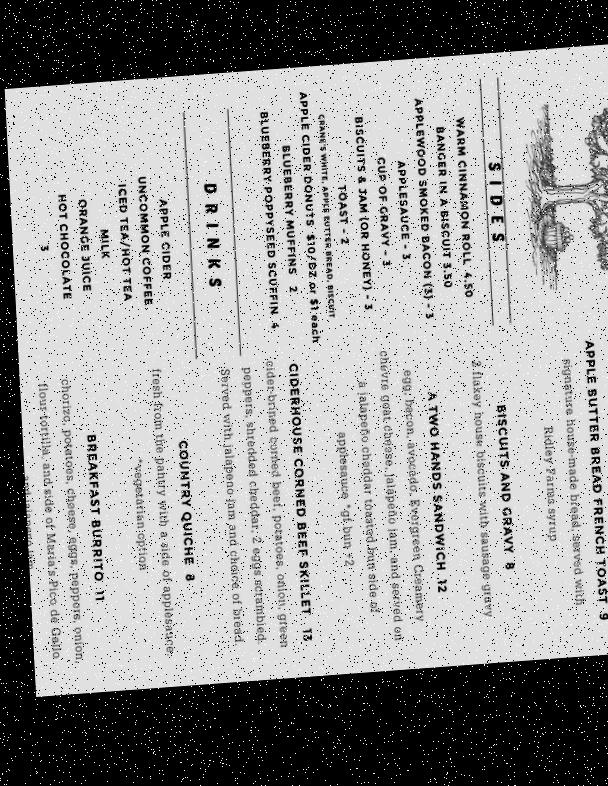 SIDES
WARM CINNAMON ROLL 4.50
BANGER IN A BISCUIT 3.50
APPLEWOOD SMOKED BACON (3) - 3
APPLESAUCE - 3
CUP OF GRAVY - 3
BISCUITS & JAM (OR HONEY) - 3
TOAST - 2
CRANE'S WHITE, APPLE BUTTER BREAD, BISCUIT
APPLE CIDER DONUTS $10/DZ or $1 each
BLUEBERRY MUFFINS 2
BLUEBERRY POPPYSEED SCUFFIN 4
DRINKS
APPLE CIDER
UNCOMMON COFFEE
ICED TEA/HOT TEA
MILK
ORANGE JUICE
HOT CHOCOLATE
3
APPLE BUTTER BREAD FRENCH TOAST 9
signature house-made bread served with
Ridley Farms syrup
BISCUITS AND GRAVY 8
2 flakey house biscuits with sausage gravy
A TWO HANDS SANDWICH 12
egg, bacon, avocado, Evergreen Creamery
chevre goat cheese, jalapeño jam, and served on
a jalapeño cheddar toasted bun side of
applesauce *gf bun +2
CIDERHOUSE CORNED BEEF SKILLET 13
cider-brined corned beef, potatoes, onion, green
peppers, shredded cheddar, 2 eggs scrambled.
Served with jalapeño jam and choice of bread.
COUNTRY QUICHE 8
fresh from the pantry with a side of applesauce
*vegetarian option
BREAKFAST BURRITO 11
chorizo, potatoes, cheese, eggs, peppers, onion,
flour tortilla, and side of Maria's Pico de Gallo